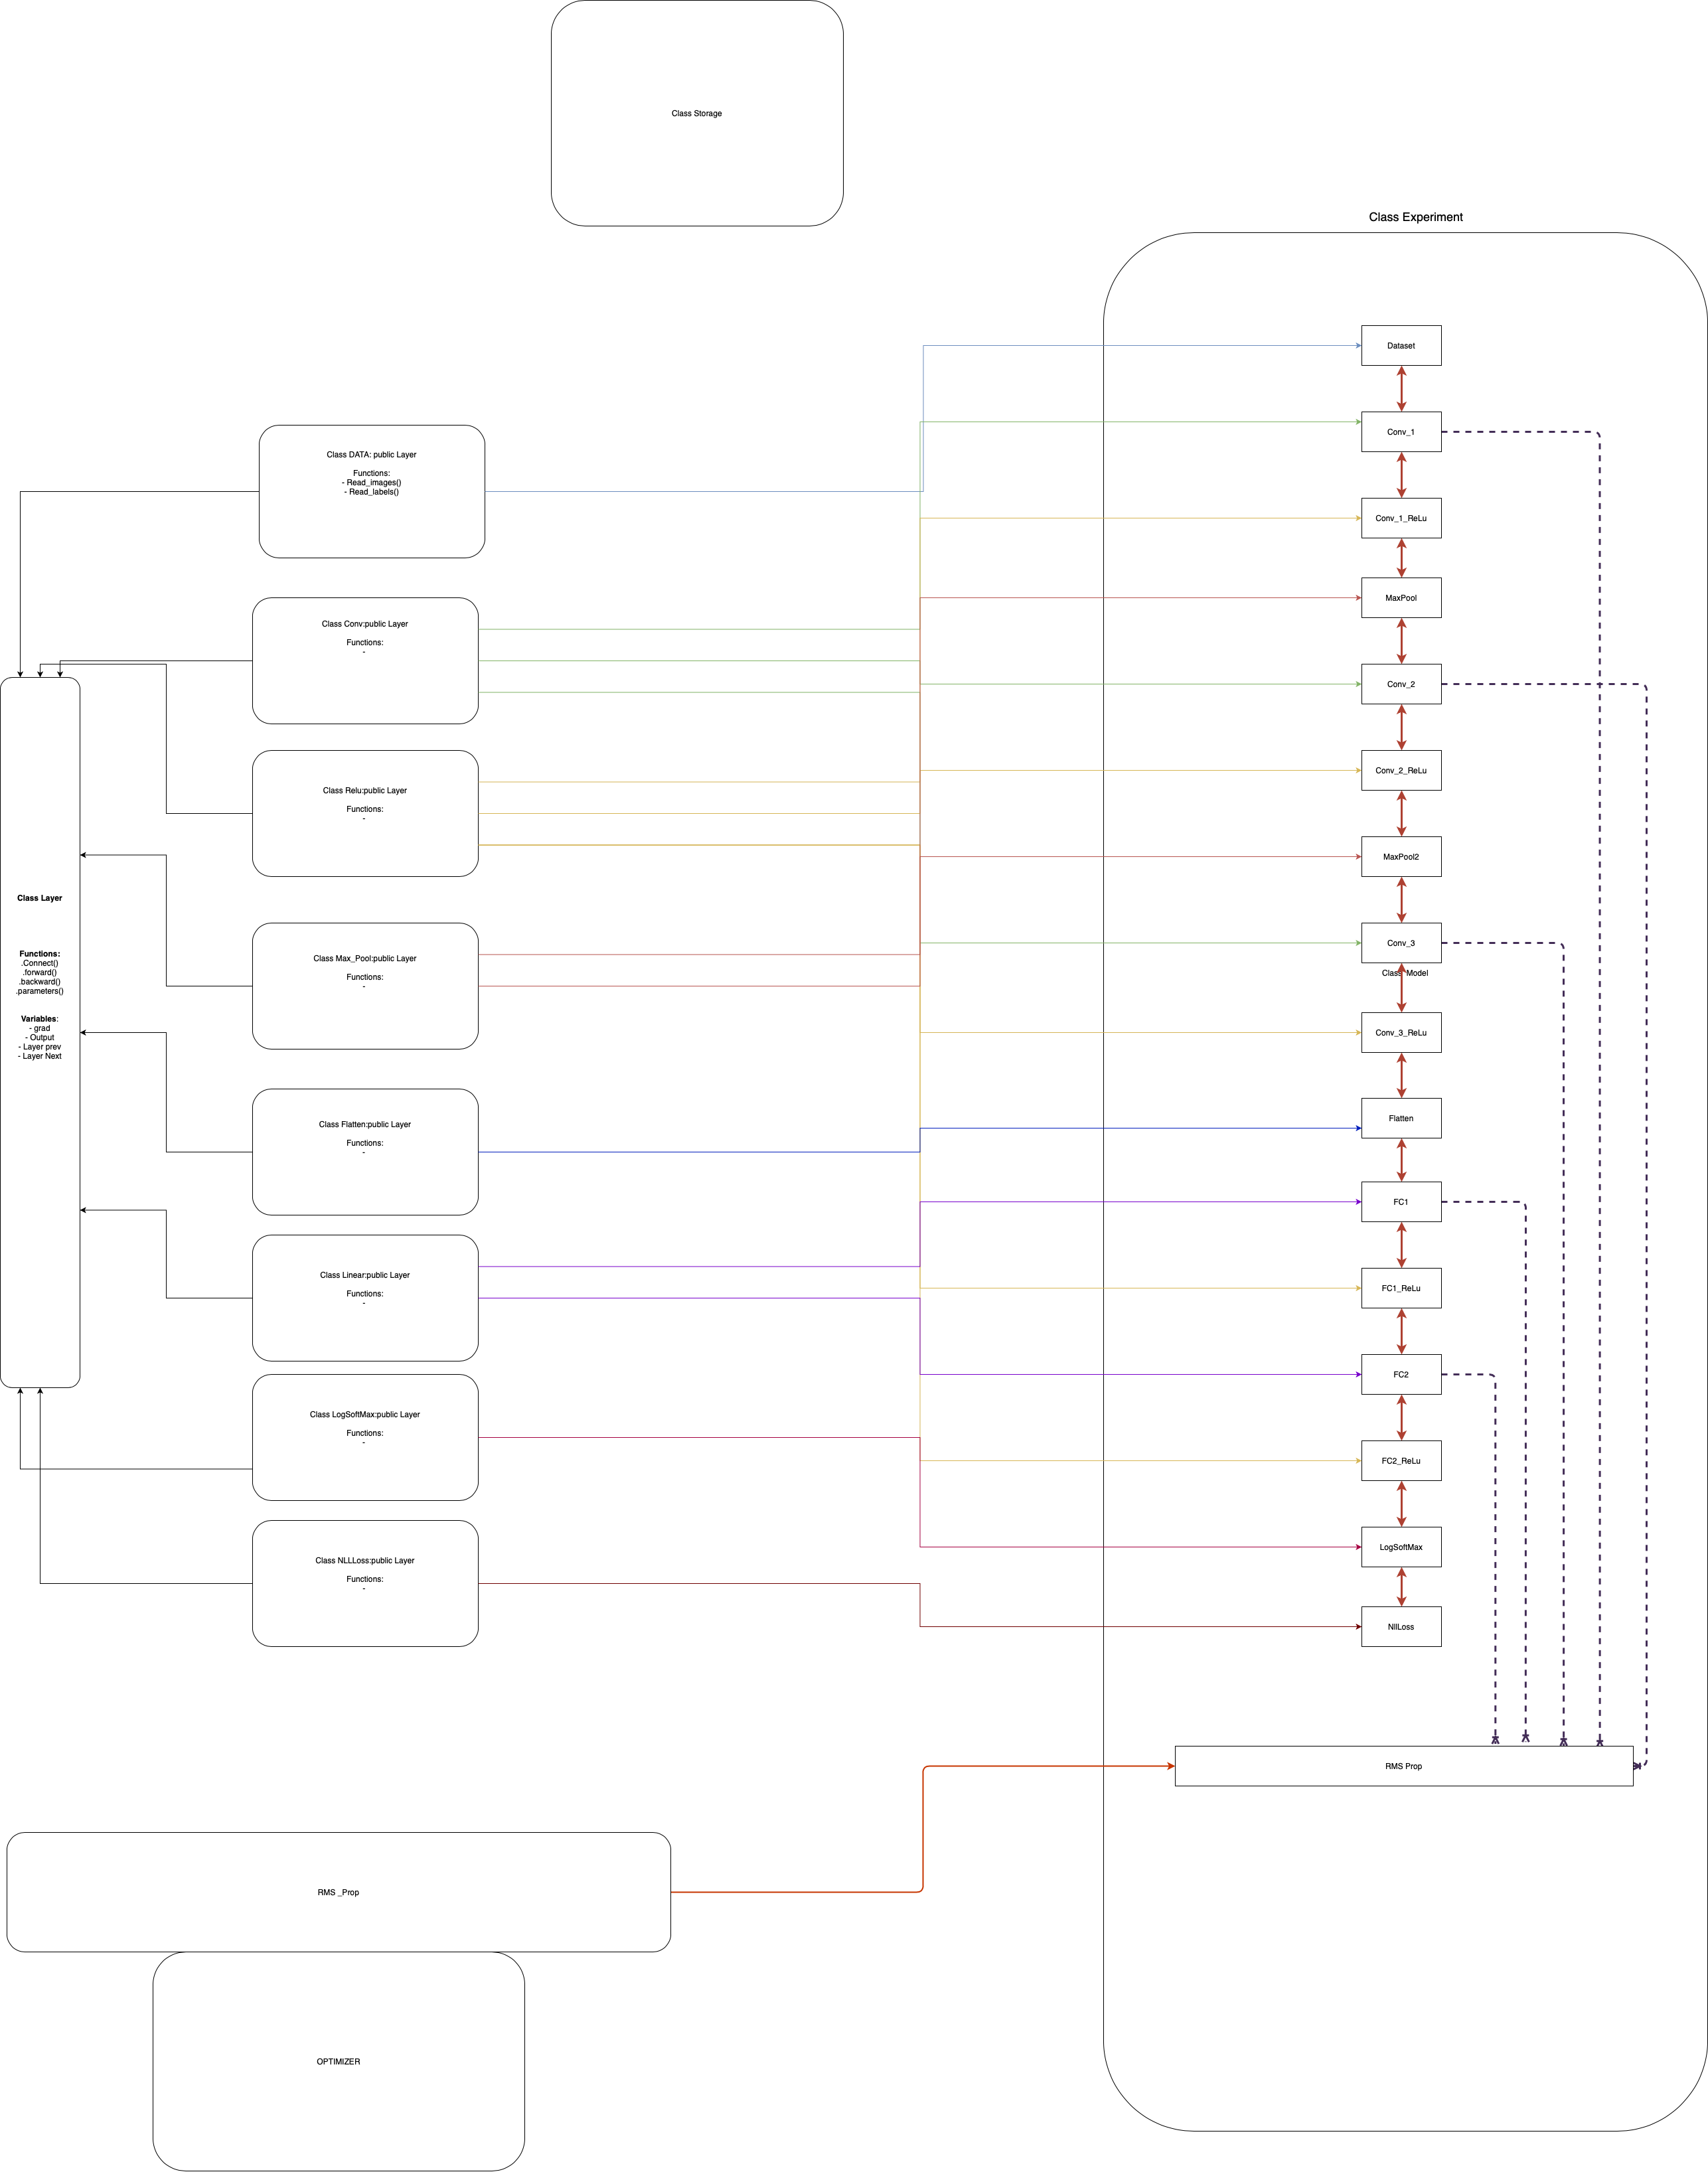 Class Storage
Class Experiment
Dataset
Conv_1
Conv_1_ReLu
MaxPool
Conv_2
Conv_2_ReLu
MaxPool2
Conv_3
Class Model
Conv_3_ReLu
Flatten
FC1
FC1_ReLu
FC2
FC2_ReLu
LogSoftMax
NllLoss
RMS Prop
Class DATA: public Layer
Functions:
- Read_images()
- Read_labels()
Class Conv:public Layer
Functions:
-
Class Relu:public Layer
Functions:
-
Class Max_Pool:public Layer
Functions:
-
Class Flatten:public Layer
Functions:
-
Class Linear:public Layer
Functions:
-
Class LogSoftMax:public Layer
Functions:
-
Class NLLLoss:public Layer
Functions:
-
Class Layer
Functions:
.Connect()
.forward()
.backward()
.parameters()
Variables:
- grad
- Output
- Layer prev
- Layer Next
RMS _Prop
OPTIMIZER